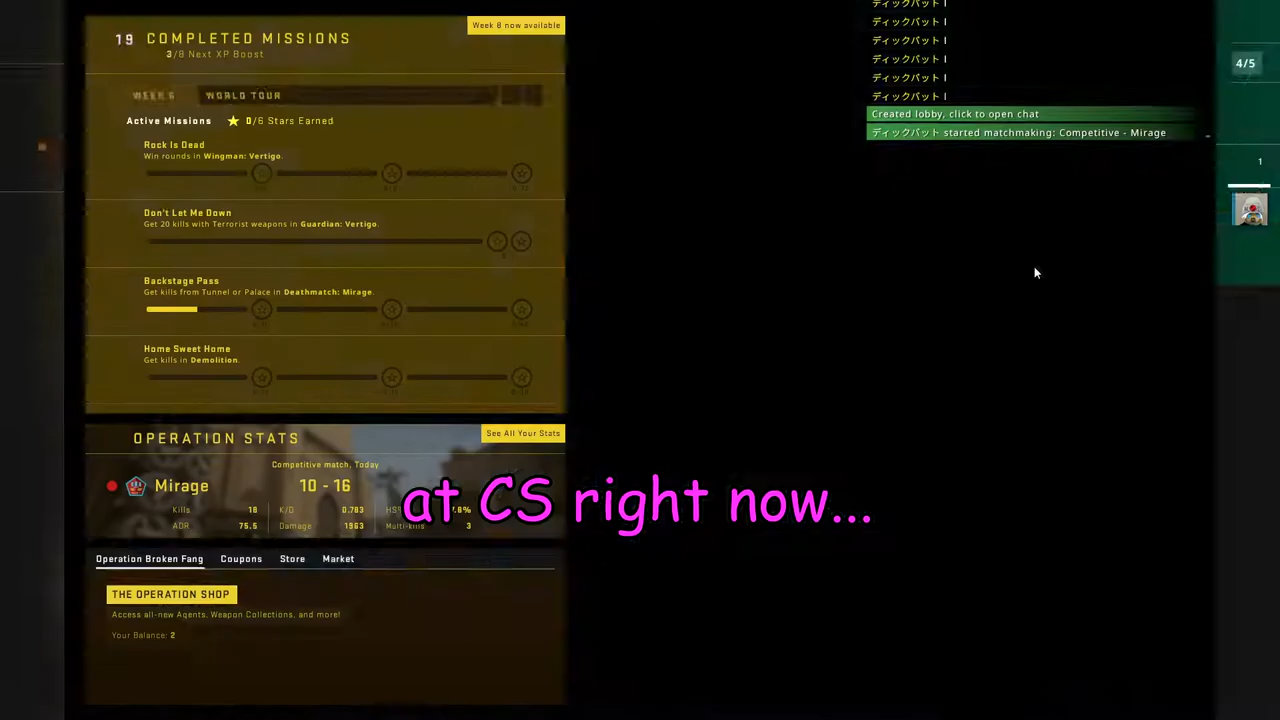 19 COMPLETED MISSIONS
3/8 Next XP Boost
Week 8 now available
WEEK 6 WORLD TOUR
Active Missions 0/6 Stars Earned
Rock Is Dead
Win rounds in Wingman: Vertigo.
Don't Let Me Down
Get 20 kills with Terrorist weapons in Guardian: Vertigo.
Backstage Pass
Get kills from Tunnel or Palace in Deathmatch: Mirage.
Home Sweet Home
Get kills in Demolition.
OPERATION STATS
See All Your Stats
Competitive match, Today
Mirage 10 - 16
Kills 18 K/D 0.783
ADR 75.5 Damage 1963 Multi-kills 3
at CS right now...
Operation Broken Fang Coupons Store Market
THE OPERATION SHOP
Access all-new Agents, Weapon Collections, and more!
Your Balance: 2
ディックバット I
ディックバット I
ディックバット I
ディックバット I
ディックバット I
ディックバット I
Created lobby, click to open chat
ディックバット started matchmaking: Competitive - Mirage
4/5
1